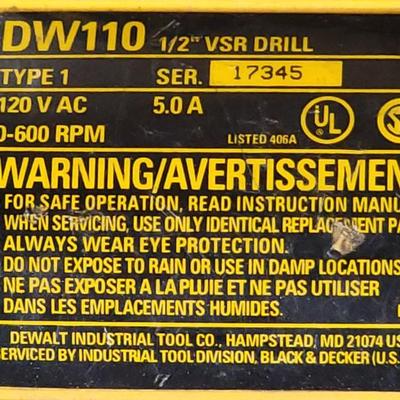 DW110 1/2" VSR DRILL
TYPE 1 SER. 17345
120 V AC 5.0 A
0-600 RPM LISTED 406A
UL
WARNING/AVERTISSEMEN
FOR SAFE OPERATION, READ INSTRUCTION MANU
WHEN SERVICING, USE ONLY IDENTICAL REPLACEMENT PA
ALWAYS WEAR EYE PROTECTION.
DO NOT EXPOSE TO RAIN OR USE IN DAMP LOCATIONS
NE PAS EXPOSER A LA PLUIE ET NE PAS UTILISER
DANS LES EMPLACEMENTS HUMIDES.
DEWALT INDUSTRIAL TOOL CO., HAMPSTEAD, MD 21074 US
SERVICED BY INDUSTRIAL TOOL DIVISION, BLACK & DECKER (U.S.